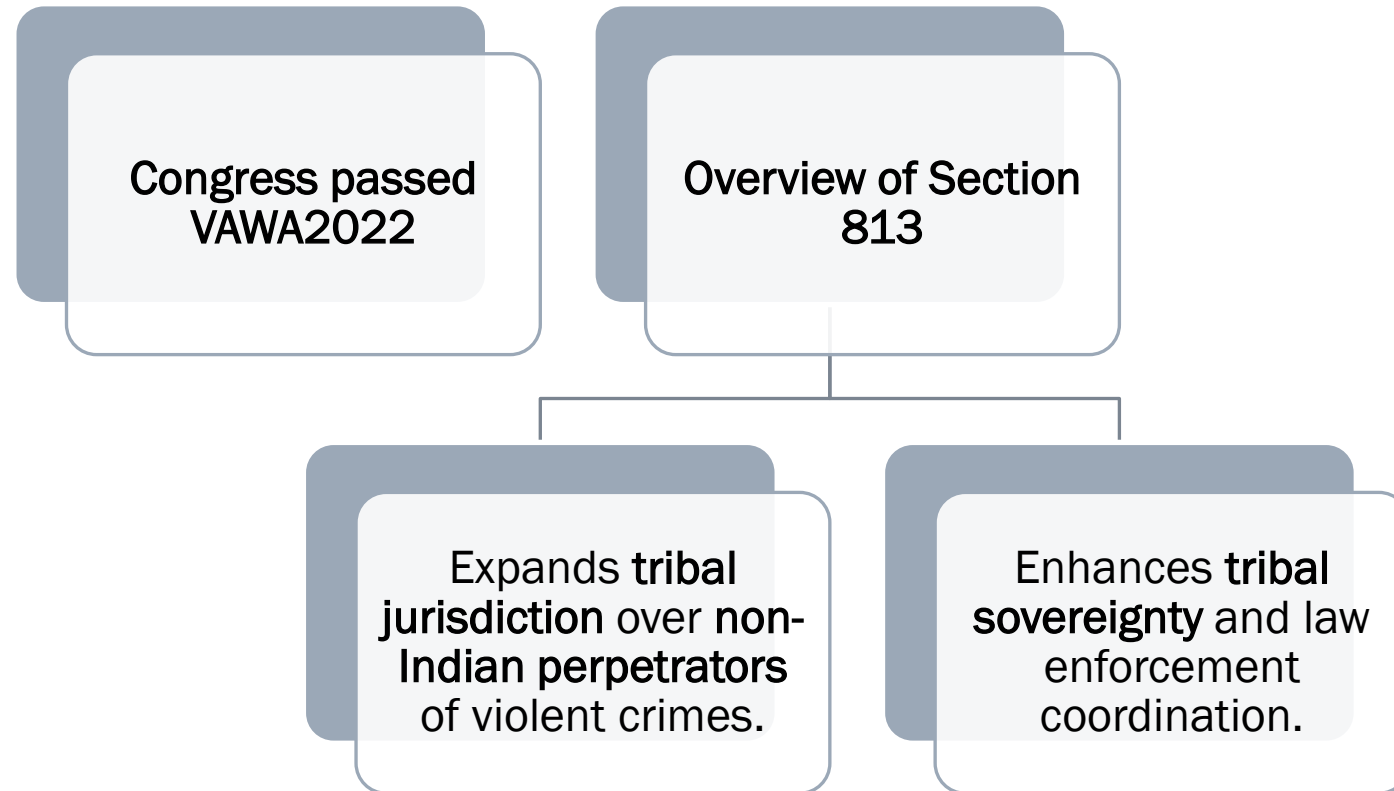 Congress passed
VAWA2022
Overview of Section
813
Expands tribal
jurisdiction over non-
Indian perpetrators
of violent crimes.
Enhances tribal
sovereignty and law
enforcement
coordination.